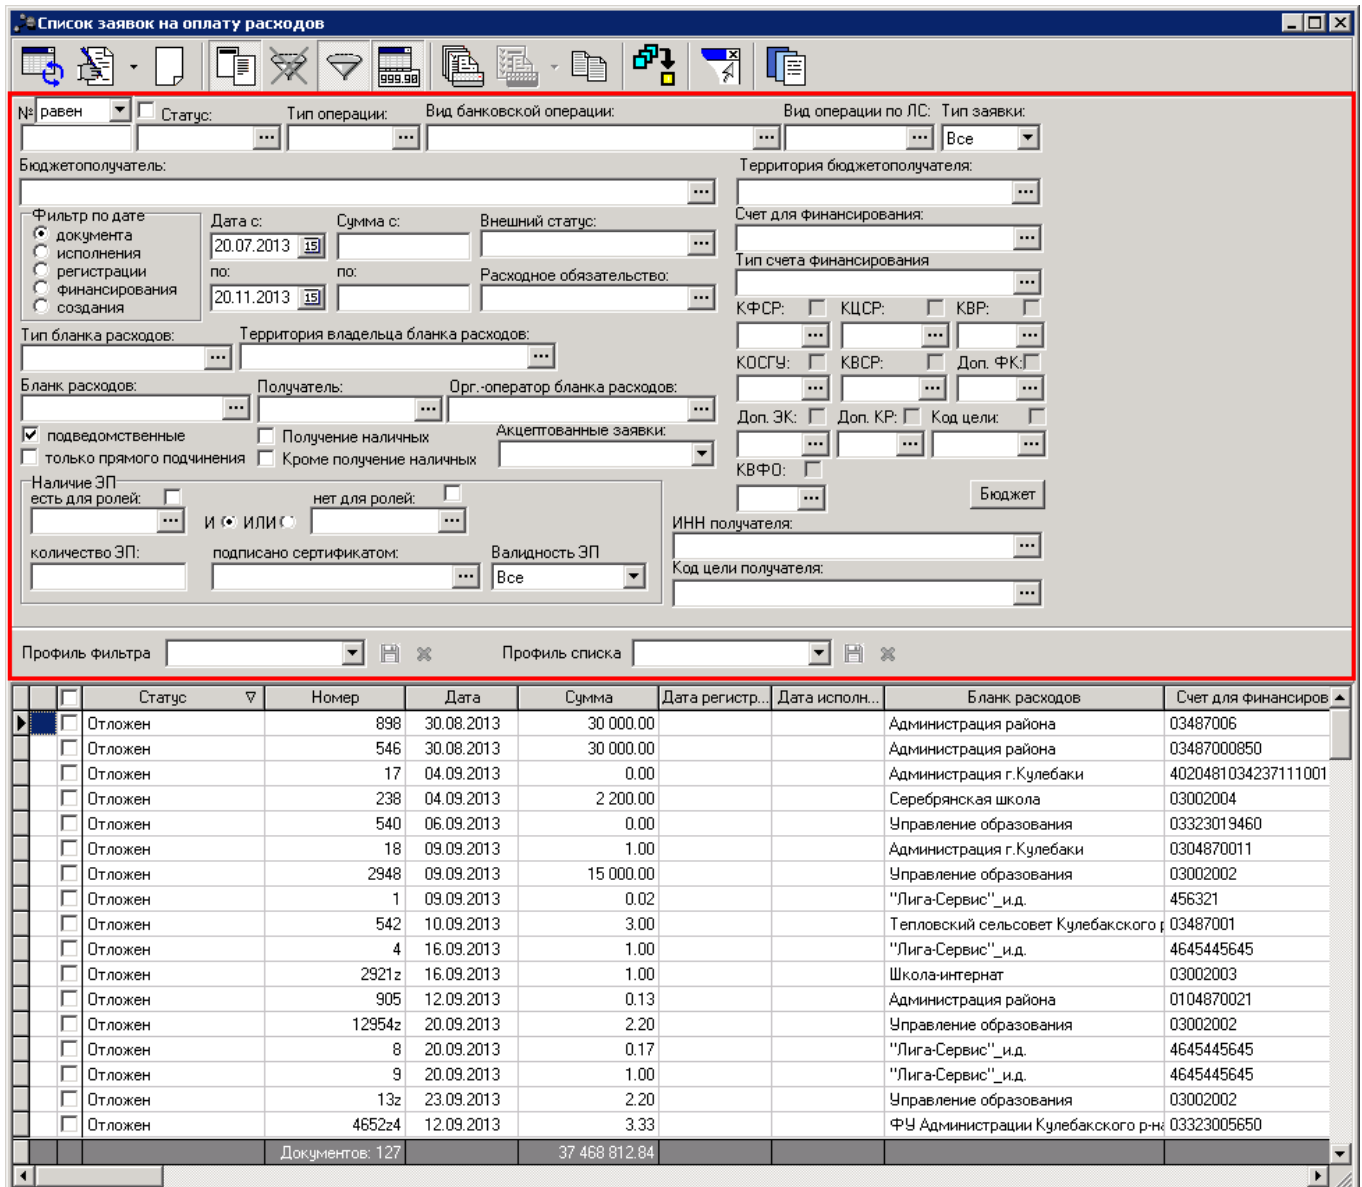 Список заявок на оплату расходов
999.98
№ равен Статус: Тип операции: Вид банковской операции: Вид операции по ЛС: Тип заявки:
Все
Бюджетополучатель: Территория бюджетополучателя:
Фильтр по дате Дата с: Сумма с: Внешний статус: Счет для финансирования:
документа 20.07.2013 15
исполнения
регистрации по: по: Расходное обязательство: Тип счета финансирования
финансирования 20.11.2013 15
создания
КФСР: КЦСР: КВР:
Тип бланка расходов: Территория владельца бланка расходов:
КОСГУ: КВСР: Доп. ФК:
Бланк расходов: Получатель: Орг.-оператор бланка расходов:
Доп. ЭК: Доп. КР: Код цели:
подведомственные Получение наличных Акцептованные заявки:
только прямого подчинения Кроме получение наличных
КВФО:
Наличие ЭП
есть для ролей: нет для ролей: Бюджет
И ИЛИ
ИНН получателя:
количество ЭП: подписано сертификатом: Валидность ЭП
Все
Код цели получателя:
Профиль фильтра Профиль списка
Статус Номер Дата Сумма Дата регистр... Дата исполн... Бланк расходов Счет для финансиров
Отложен 898 30.08.2013 30 000.00 Администрация района 03487006
Отложен 546 30.08.2013 30 000.00 Администрация района 03487000850
Отложен 17 04.09.2013 0.00 Администрация г.Кулебаки 4020481034237111001
Отложен 238 04.09.2013 2 200.00 Серебрянская школа 03002004
Отложен 540 06.09.2013 0.00 Управление образования 03323019460
Отложен 18 09.09.2013 1.00 Администрация г.Кулебаки 0304870011
Отложен 2948 09.09.2013 15 000.00 Управление образования 03002002
Отложен 1 09.09.2013 0.02 "Лига-Сервис"_и.д. 456321
Отложен 542 10.09.2013 3.00 Тепловский сельсовет Кулебакского р 03487001
Отложен 4 16.09.2013 1.00 "Лига-Сервис"_и.д. 4645445645
Отложен 2921z 16.09.2013 1.00 Школа-интернат 03002003
Отложен 905 12.09.2013 0.13 Администрация района 0104870021
Отложен 12954z 20.09.2013 2.20 Управление образования 03002002
Отложен 8 20.09.2013 0.17 "Лига-Сервис"_и.д. 4645445645
Отложен 9 20.09.2013 1.00 "Лига-Сервис"_и.д. 4645445645
Отложен 13z 23.09.2013 2.20 Управление образования 03002002
Отложен 4652z4 12.09.2013 3.33 ФУ Администрации Кулебакского р-на 03323005650
Документов: 127 37 468 812.84